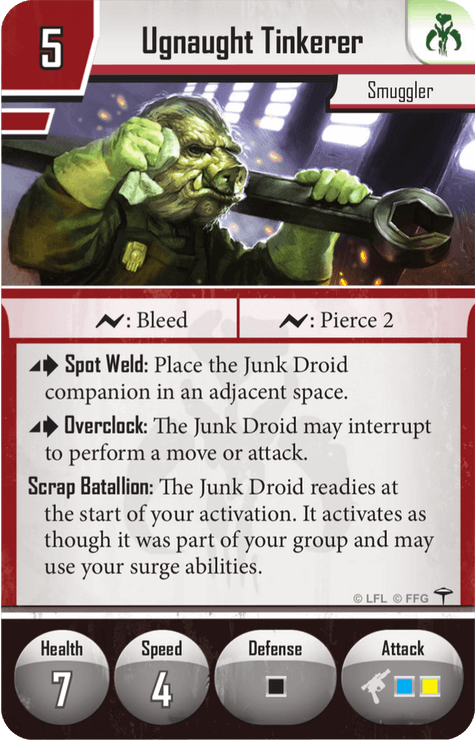 5
Ugnaught Tinkerer
Smuggler
: Bleed
: Pierce 2
Spot Weld: Place the Junk Droid
companion in an adjacent space.
Overclock: The Junk Droid may interrupt
to perform a move or attack.
Scrap Batallion: The Junk Droid readies at
the start of your activation. It activates as
though it was part of your group and may
use your surge abilities.
© LFL © FFG
Health
7
Speed
4
Defense
Attack